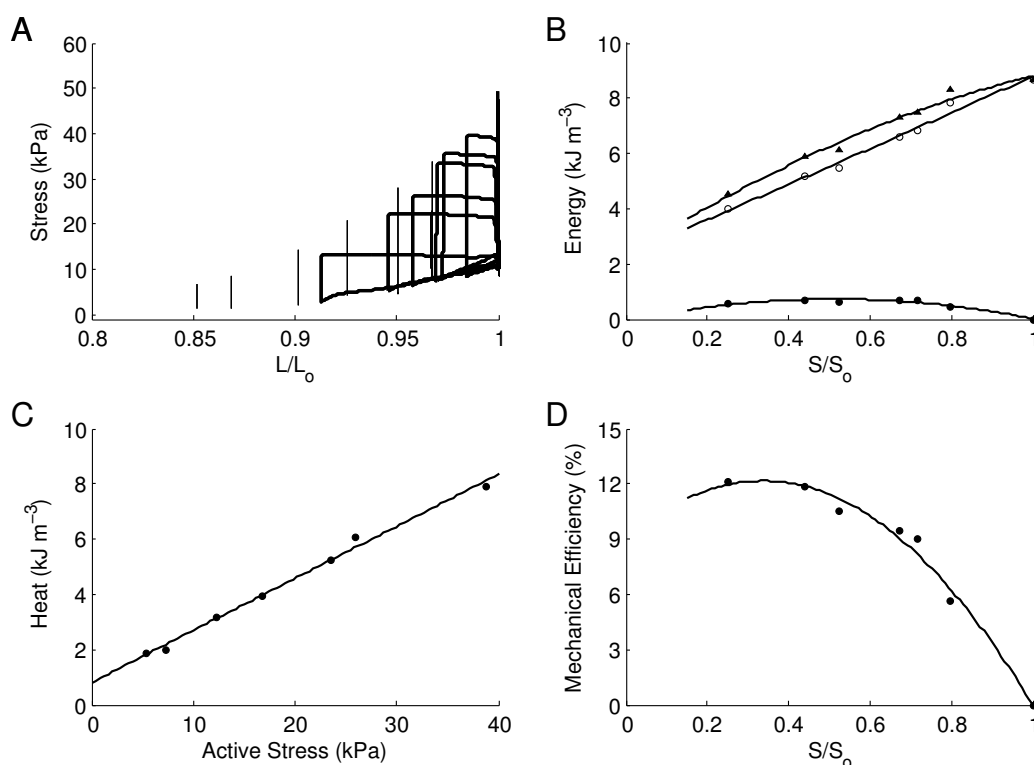 A
60
50
40
30
20
10
0
Stress (kPa)
0.8 0.85 0.9 0.95 1
L/Lo
B
10
8
6
4
2
0
Energy (kJ m−3)
0 0.2 0.4 0.6 0.8 1
S/So
C
10
8
6
4
2
0
Heat (kJ m−3)
0 10 20 30 40
Active Stress (kPa)
D
15
12
9
6
3
0
Mechanical Efficiency (%)
0 0.2 0.4 0.6 0.8 1
S/So